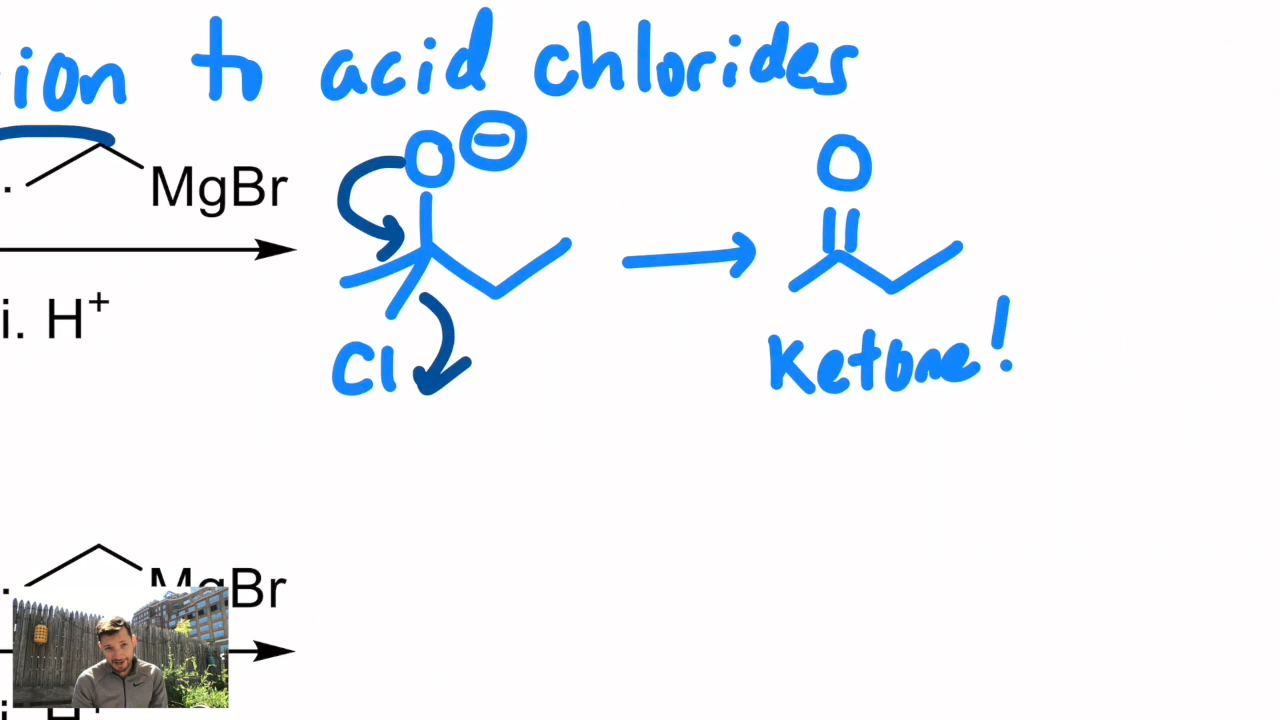 ion to acid chlorides
O⊖ O
MgBr
i. H⁺
Cl Ketone!
MgBr
i. H⁺